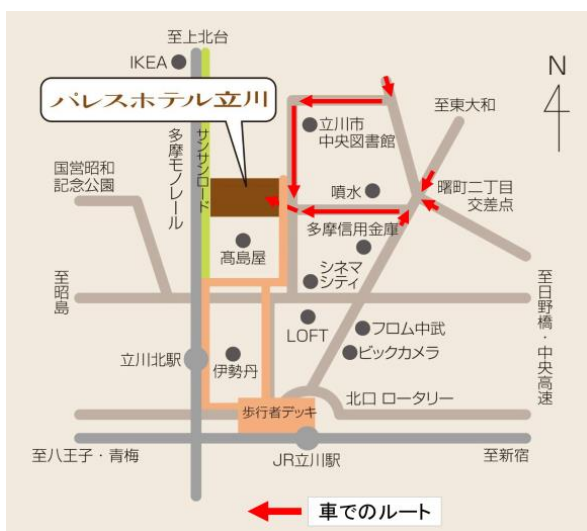 至上北台
IKEA
N
パレスホテル立川
至東大和
立川市
中央図書館
国営昭和
記念公園
多摩モノレール
サンサンロード
噴水
曙町二丁目
交差点
多摩信用金庫
髙島屋
シネマ
シティ
至昭島
至日野橋・中央高速
LOFT
フロム中武
ビックカメラ
立川北駅
伊勢丹
北口 ロータリー
歩行者デッキ
至八王子・青梅
JR立川駅
至新宿
車でのルート